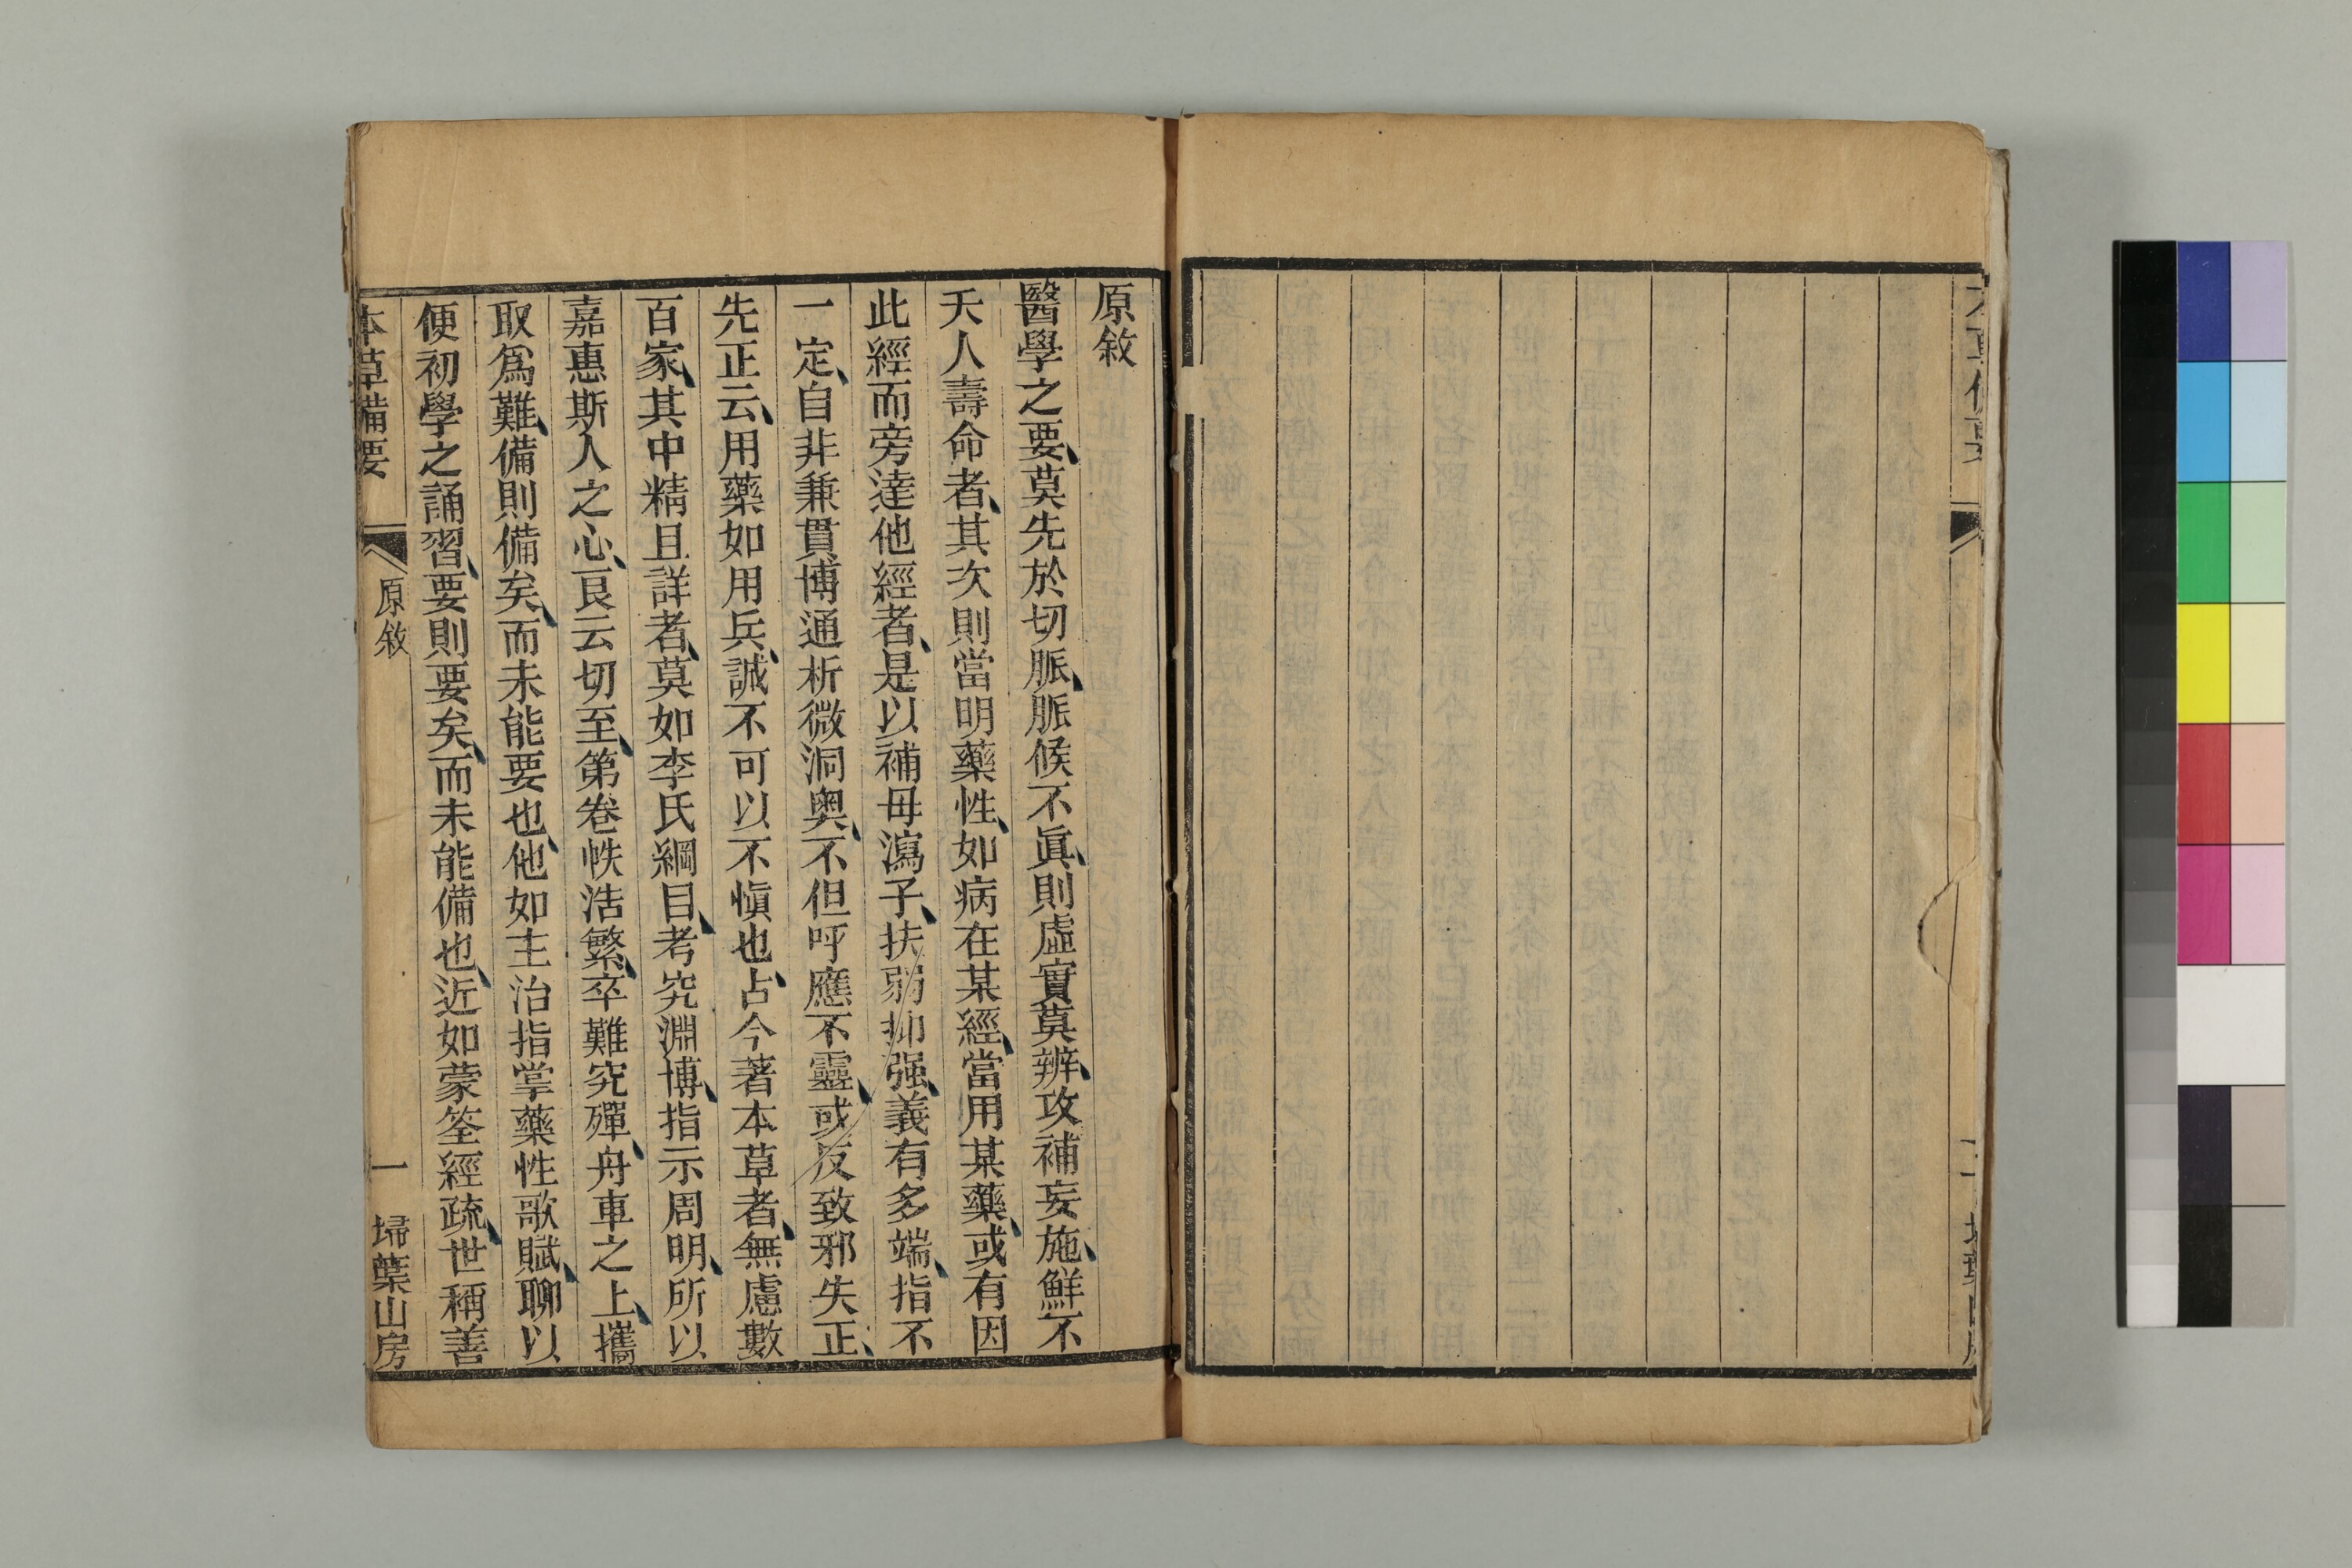 原敘
醫學之要、莫先於切脈、脈候不眞、則虛實莫辨、攻補妄施、鮮不
夭人壽命者、其次則當明藥性、如病在某經、當用某藥、或有因
此經而旁達他經者、是以補母瀉子、扶弱抑强、義有多端、指不
一定、自非兼貫博通析微洞奧、不但呼應不靈、或反致邪失正、
先正云、用藥如用兵、誠不可以不愼也、古今著本草者、無慮數
百家、其中精且詳者、莫如李氏綱目、考究淵博、指示周明、所以
嘉惠斯人之心、良云切至、第卷帙浩繁、卒難究殫、舟車之上、攜
取爲難、備則備矣、而未能要也、他如主治指掌藥性歌賦、聊以
便初學之誦習、要則要矣、而未能備也、近如蒙筌經疏、世稱善
本草備要
原敘
一
埽葉山房